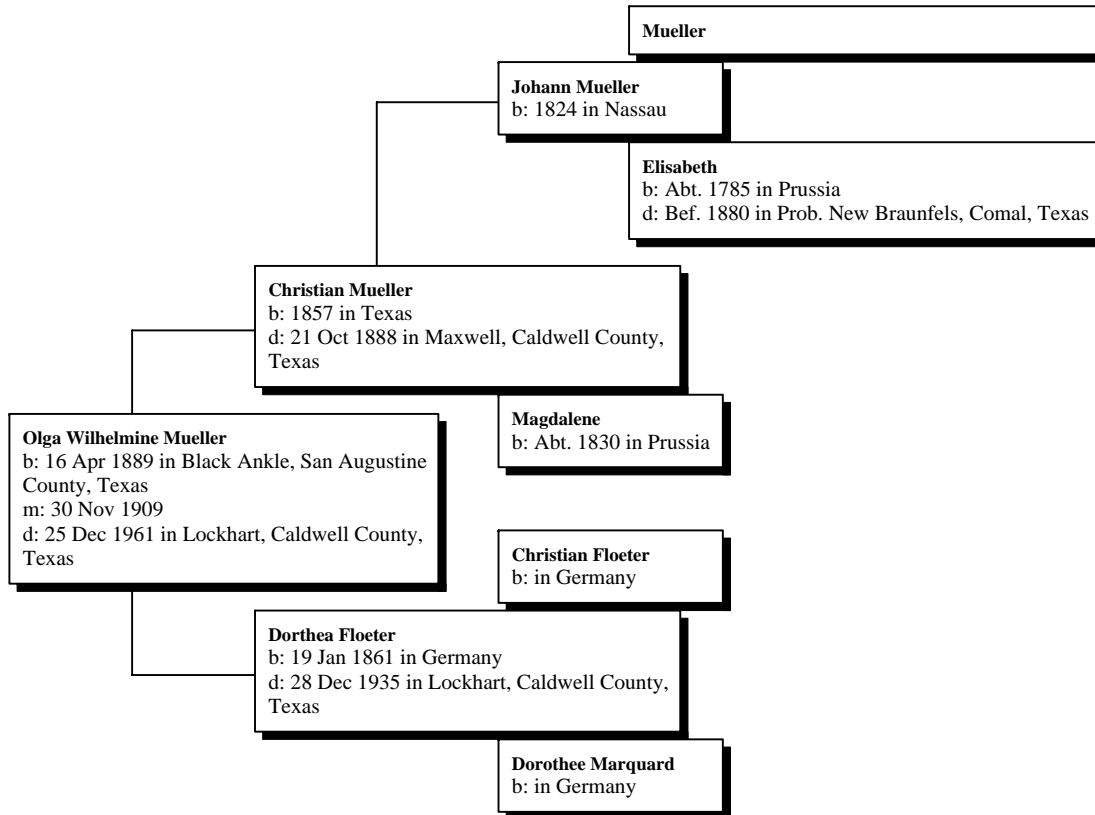 Mueller
Johann Mueller
b: 1824 in Nassau
Elisabeth
b: Abt. 1785 in Prussia
d: Bef. 1880 in Prob. New Braunfels, Comal, Texas
Christian Mueller
b: 1857 in Texas
d: 21 Oct 1888 in Maxwell, Caldwell County,
Texas
Magdalene
b: Abt. 1830 in Prussia
Olga Wilhelmine Mueller
b: 16 Apr 1889 in Black Ankle, San Augustine
County, Texas
m: 30 Nov 1909
d: 25 Dec 1961 in Lockhart, Caldwell County,
Texas
Christian Floeter
b: in Germany
Dorthea Floeter
b: 19 Jan 1861 in Germany
d: 28 Dec 1935 in Lockhart, Caldwell County,
Texas
Dorothee Marquard
b: in Germany